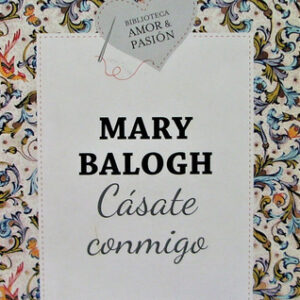 BIBLIOTECA
AMOR &
PASIÓN
MARY
BALOGH
Cásate
conmigo